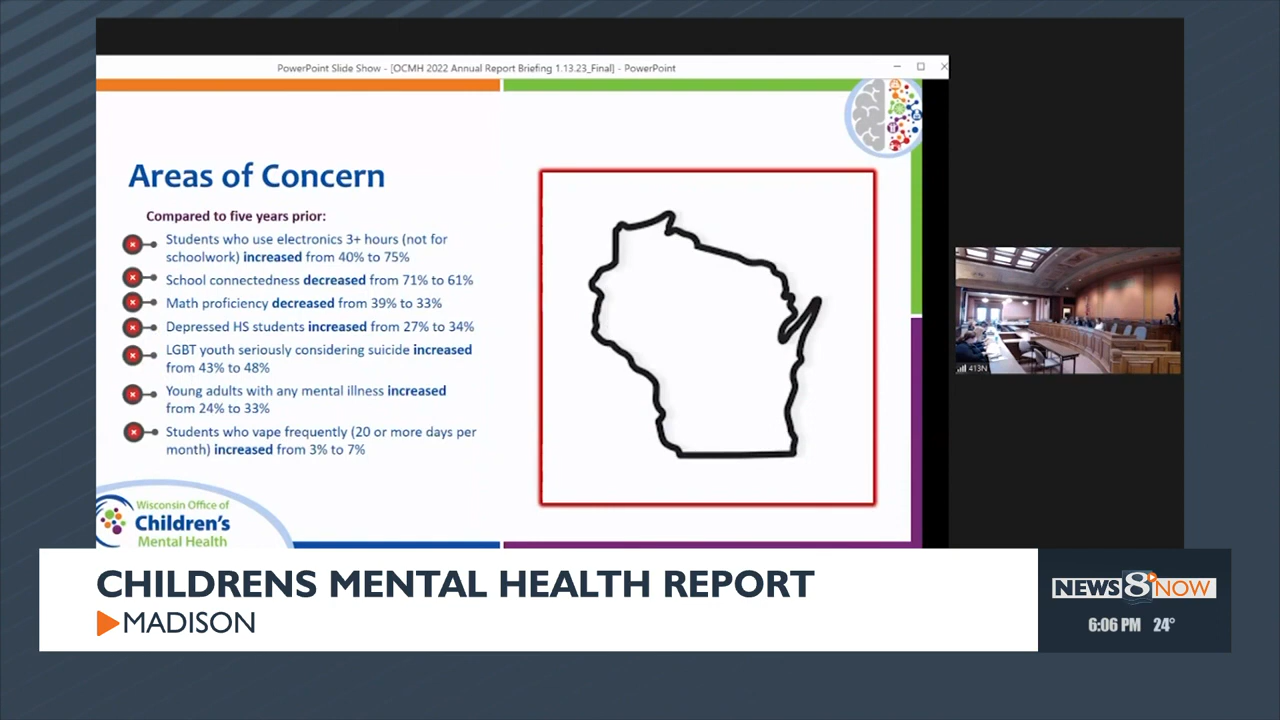 PowerPoint Slide Show - [OCMH 2022 Annual Report Briefing 1.13.23_Final] - PowerPoint
Areas of Concern
Compared to five years prior:
Students who use electronics 3+ hours (not for
schoolwork) increased from 40% to 75%
School connectedness decreased from 71% to 61%
Math proficiency decreased from 39% to 33%
Depressed HS students increased from 27% to 34%
LGBT youth seriously considering suicide increased
from 43% to 48%
Young adults with any mental illness increased
from 24% to 33%
Students who vape frequently (20 or more days per
month) increased from 3% to 7%
Wisconsin Office of
Children's
Mental Health
413N
CHILDRENS MENTAL HEALTH REPORT
MADISON
NEWS 8 NOW
6:06 PM 24°